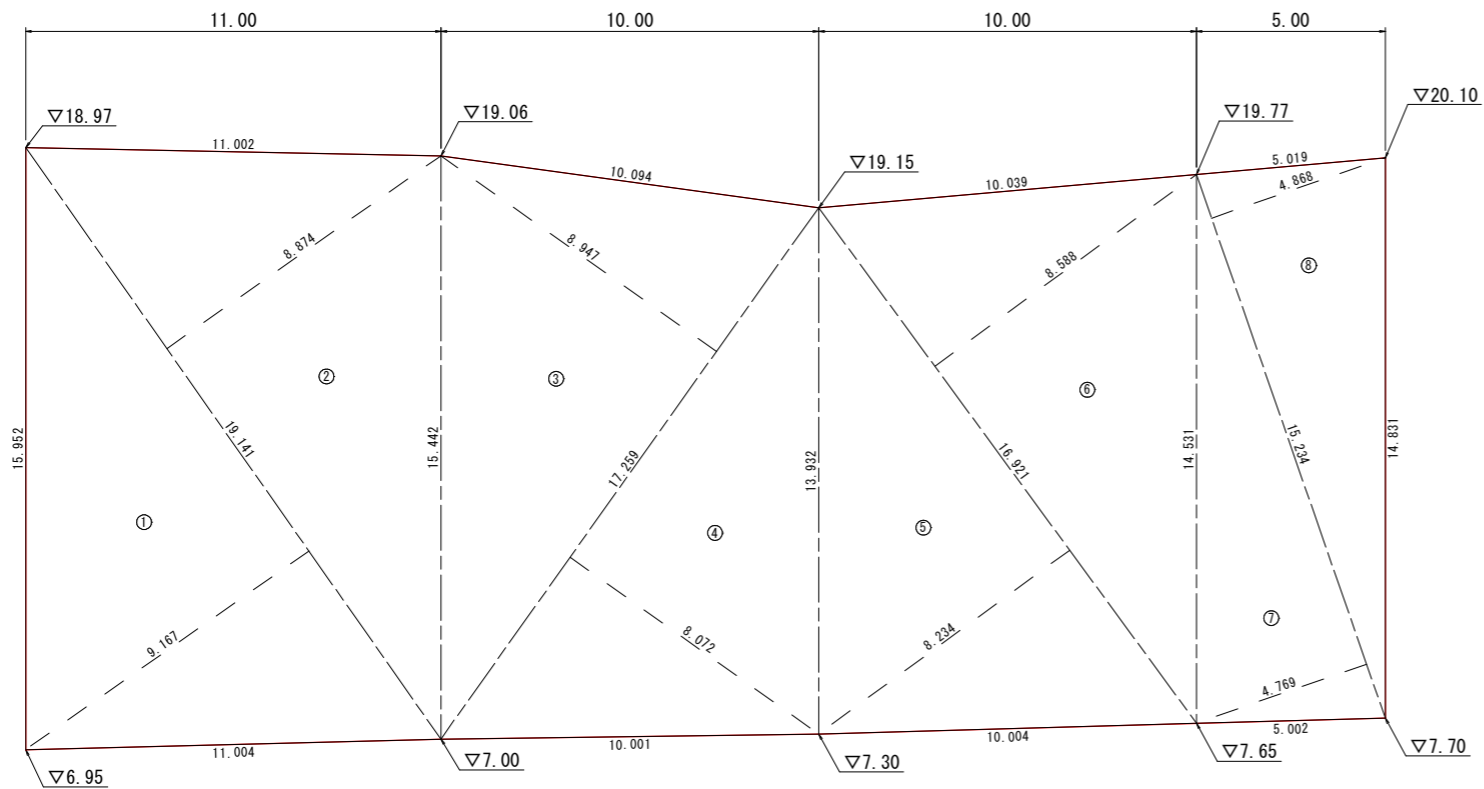 11.00 10.00 10.00 5.00
▽18.97 ▽19.06 ▽19.15 ▽19.77 ▽20.10
11.002 10.094 10.039 5.019
4.868
8.874 8.947 8.588
⑧
② ③ ⑥
15.952 19.141 15.442 17.259 13.932 16.921 14.531 15.234 14.831
① ④ ⑤
⑦
9.167 8.072 8.234 4.769
11.004 10.001 10.004 5.002
▽6.95 ▽7.00 ▽7.30 ▽7.65 ▽7.70